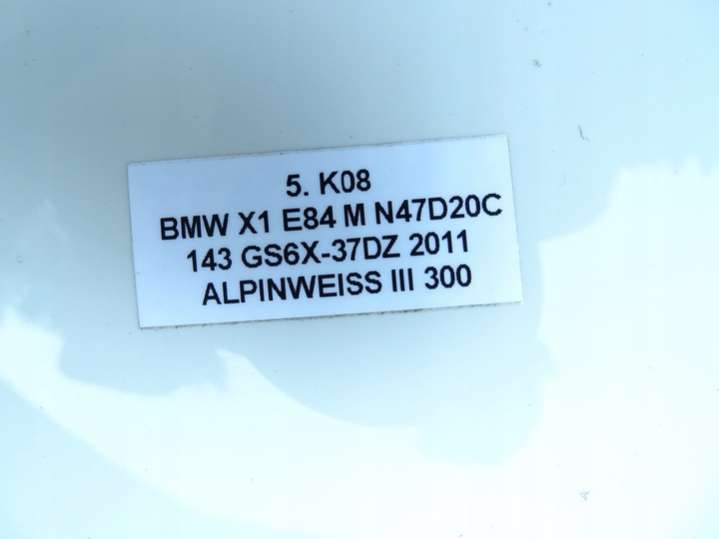 5. K08
BMW X1 E84 M N47D20C
143 GS6X-37DZ 2011
ALPINWEISS III 300